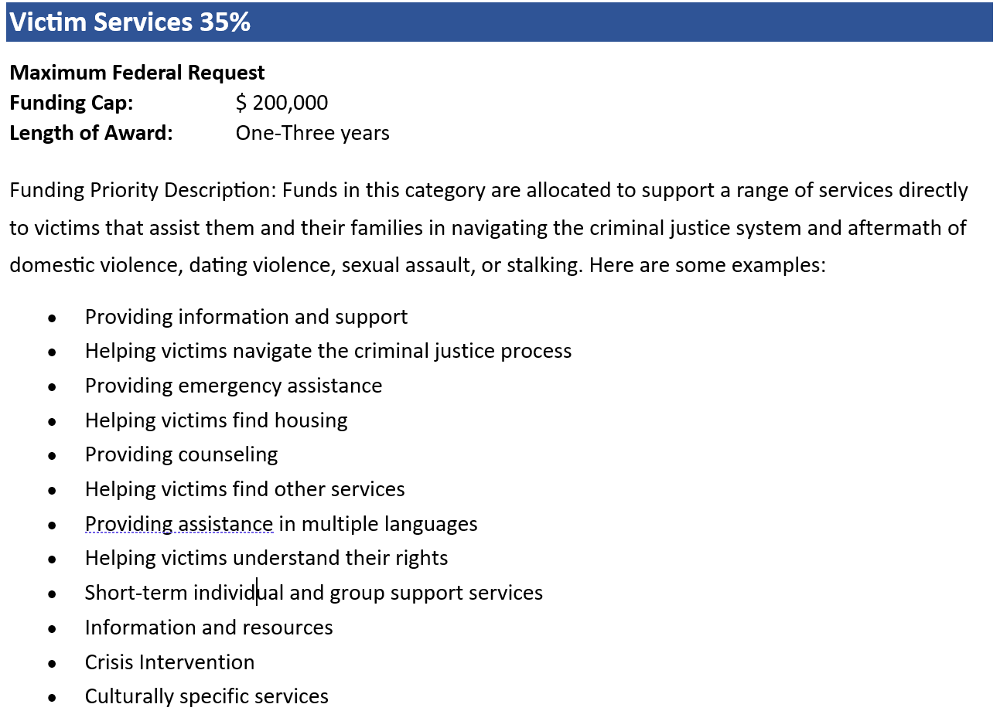 Victim Services 35%
Maximum Federal Request
Funding Cap: $ 200,000
Length of Award: One-Three years
Funding Priority Description: Funds in this category are allocated to support a range of services directly
to victims that assist them and their families in navigating the criminal justice system and aftermath of
domestic violence, dating violence, sexual assault, or stalking. Here are some examples:
• Providing information and support
• Helping victims navigate the criminal justice process
• Providing emergency assistance
• Helping victims find housing
• Providing counseling
• Helping victims find other services
• Providing assistance in multiple languages
• Helping victims understand their rights
• Short-term individual and group support services
• Information and resources
• Crisis Intervention
• Culturally specific services